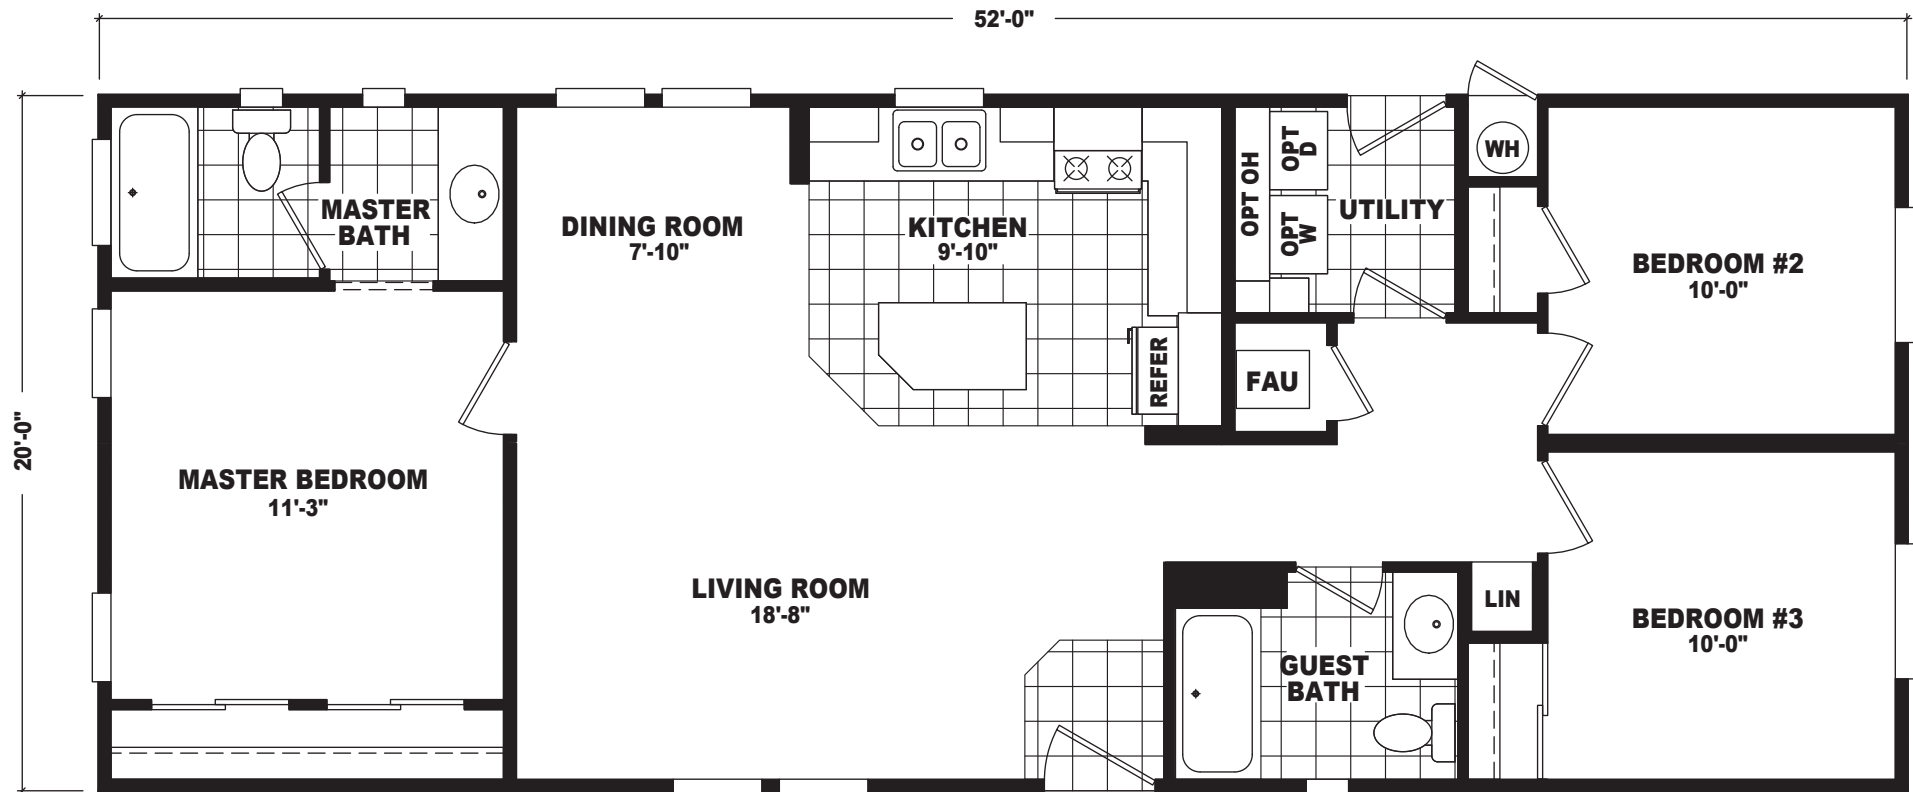 52'-0"
20'-0"
MASTER
BATH
DINING ROOM
7'-10"
KITCHEN
9'-10"
OPT OH
OPT
D
OPT
W
UTILITY
WH
BEDROOM #2
10'-0"
REFER
FAU
MASTER BEDROOM
11'-3"
LIVING ROOM
18'-8"
GUEST
BATH
LIN
BEDROOM #3
10'-0"